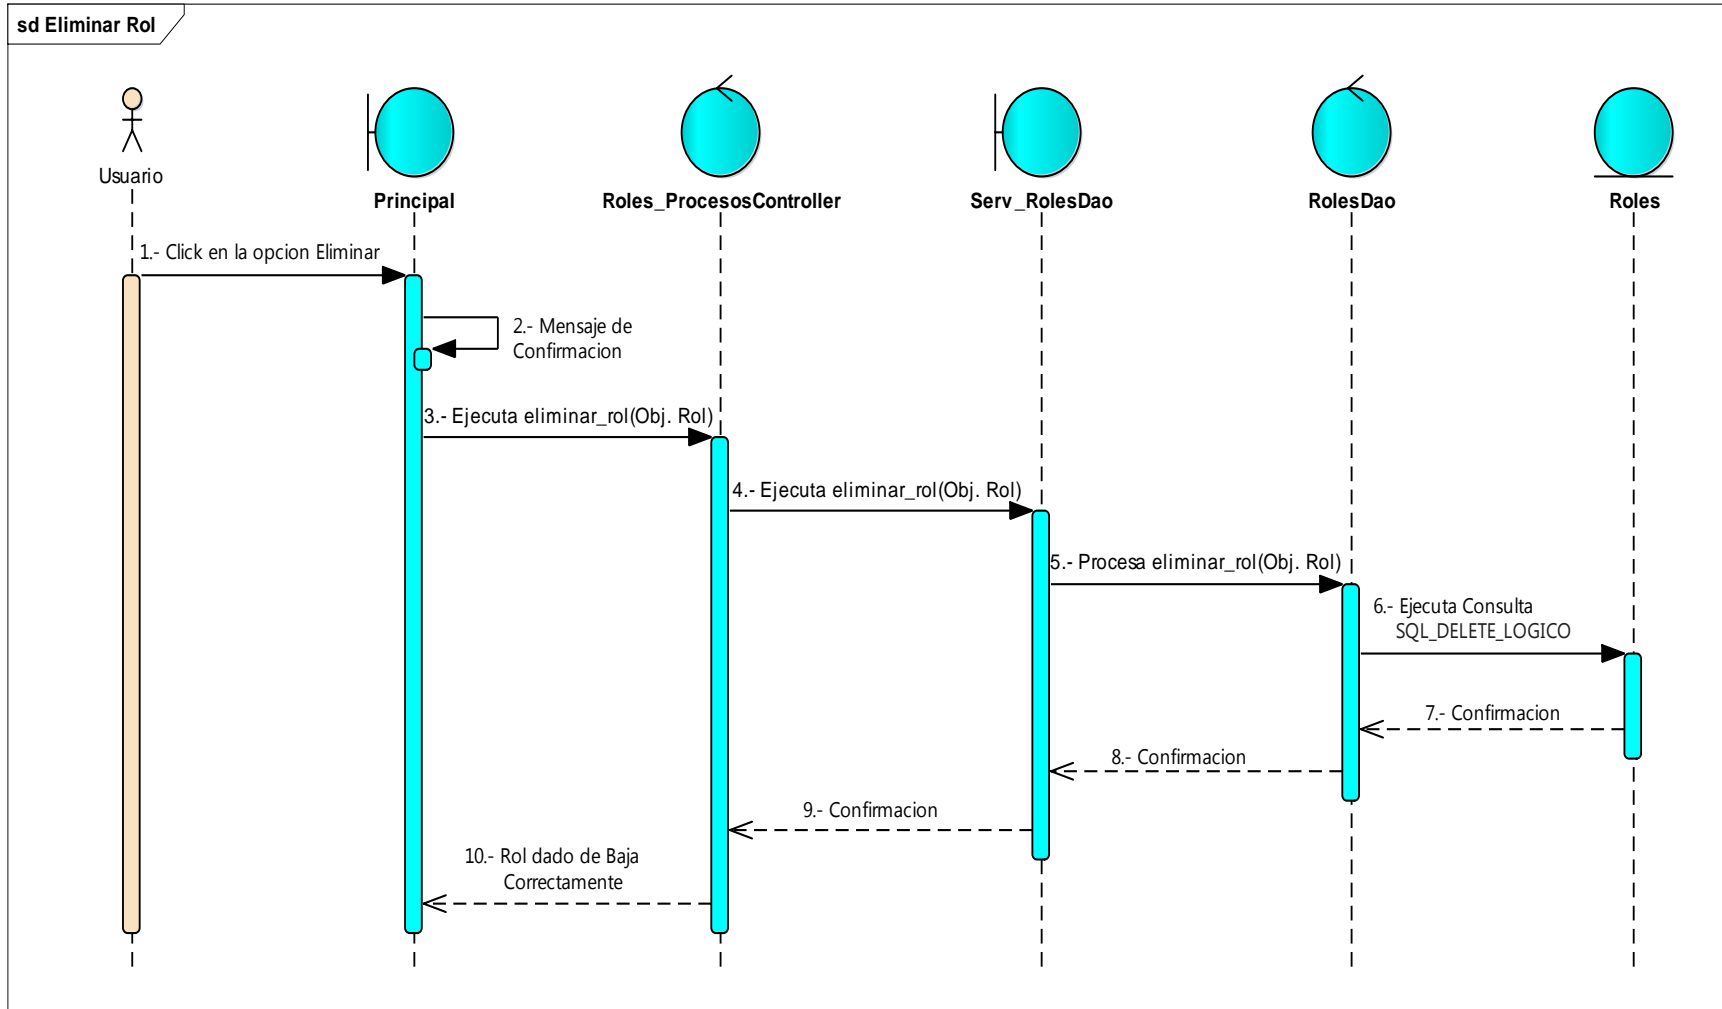 sd Eliminar Rol
Usuario
Principal
Roles_ProcesosController
Serv_RolesDao
RolesDao
Roles
1.- Click en la opcion Eliminar
2.- Mensaje de
Confirmacion
3.- Ejecuta eliminar_rol(Obj. Rol)
4.- Ejecuta eliminar_rol(Obj. Rol)
5.- Procesa eliminar_rol(Obj. Rol)
6.- Ejecuta Consulta
SQL_DELETE_LOGICO
7.- Confirmacion
8.- Confirmacion
9.- Confirmacion
10.- Rol dado de Baja
Correctamente